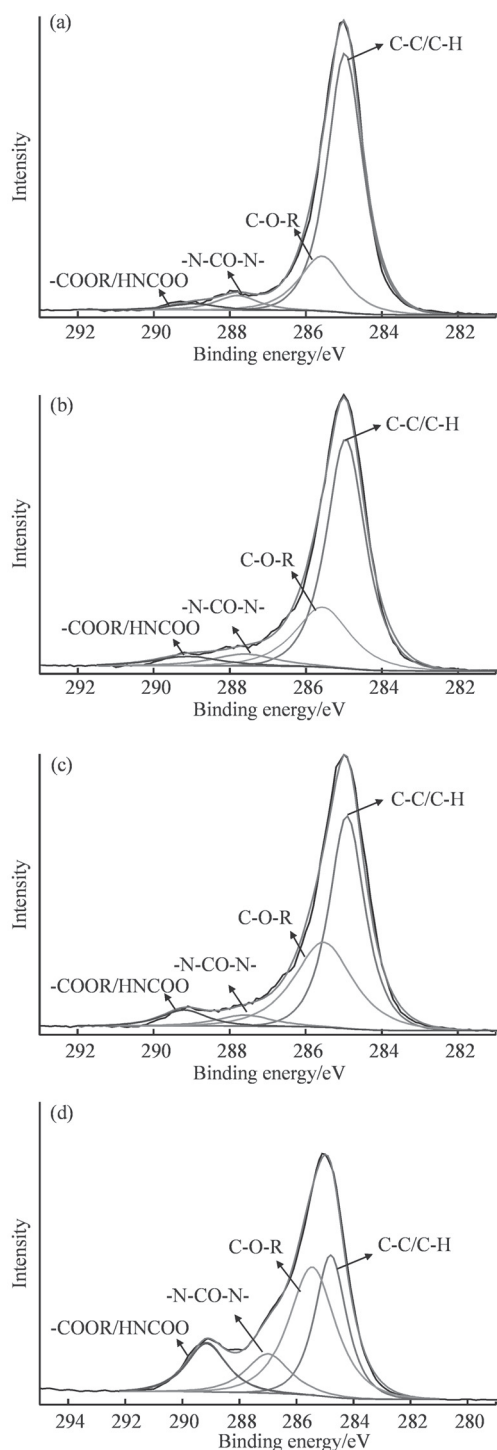 (a)
C-C/C-H
C-O-R
-N-CO-N-
-COOR/HNCOO
Intensity
292 290 288 286 284 282
Binding energy/eV
(b)
C-C/C-H
C-O-R
-N-CO-N-
-COOR/HNCOO
Intensity
292 290 288 286 284 282
Binding energy/eV
(c)
C-C/C-H
C-O-R
-N-CO-N-
-COOR/HNCOO
Intensity
292 290 288 286 284 282
Binding energy/eV
(d)
C-O-R
C-C/C-H
-N-CO-N-
-COOR/HNCOO
Intensity
294 292 290 288 286 284 282 280
Binding energy/eV